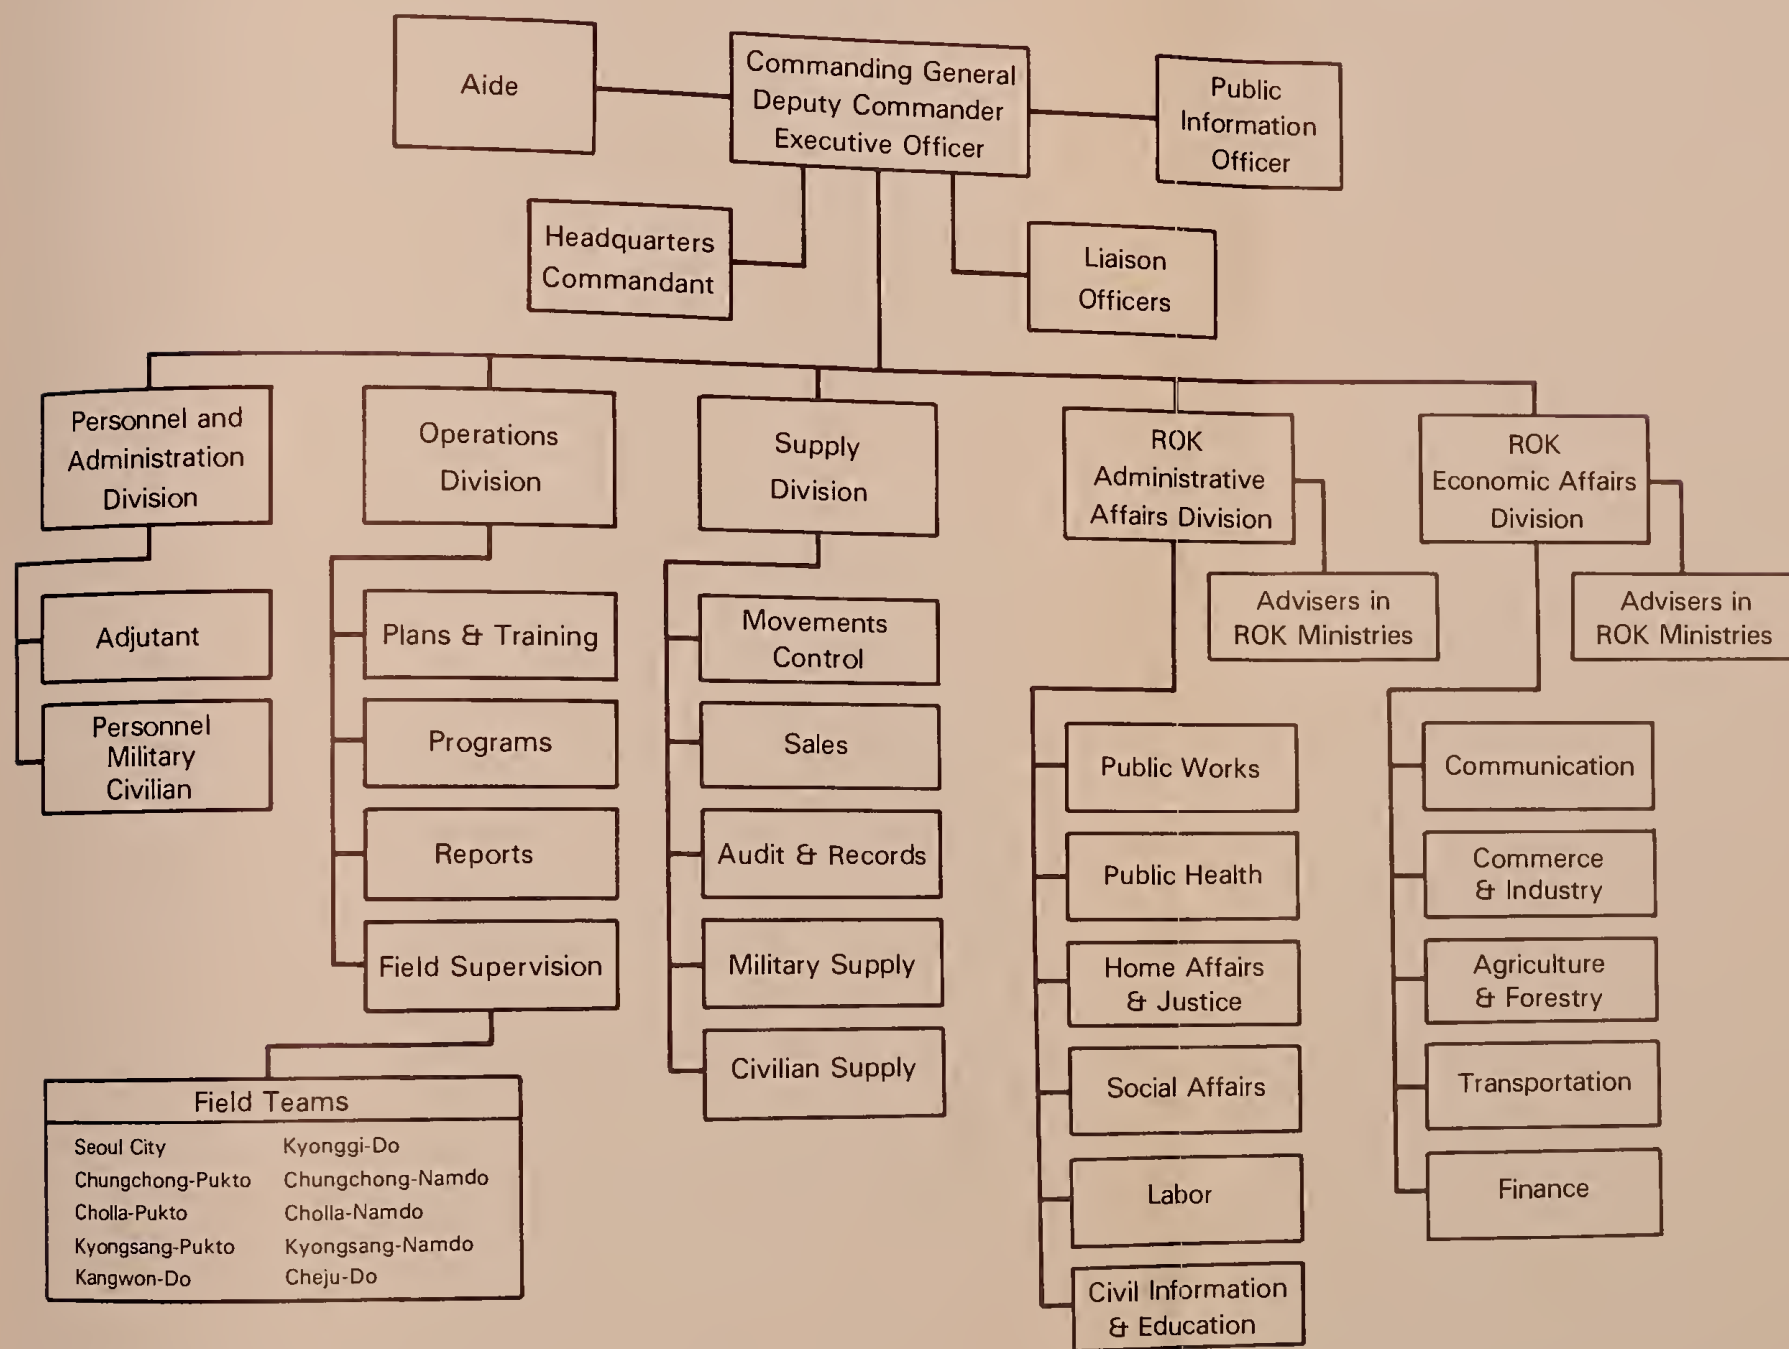 Aide
Commanding General
Deputy Commander
Executive Officer
Public
Information
Officer
Headquarters
Commandant
Liaison
Officers
Personnel and
Administration
Division
Operations
Division
Supply
Division
ROK
Administrative
Affairs Division
ROK
Economic Affairs
Division
Advisers in
ROK Ministries
Advisers in
ROK Ministries
Adjutant
Personnel
Military
Civilian
Plans & Training
Programs
Reports
Field Supervision
Field Teams
Seoul City Kyonggi-Do
Chungchong-Pukto Chungchong-Namdo
Cholla-Pukto Cholla-Namdo
Kyongsang-Pukto Kyongsang-Namdo
Kangwon-Do Cheju-Do
Movements
Control
Sales
Audit & Records
Military Supply
Civilian Supply
Public Works
Public Health
Home Affairs
& Justice
Social Affairs
Labor
Civil Information
& Education
Communication
Commerce
& Industry
Agriculture
& Forestry
Transportation
Finance